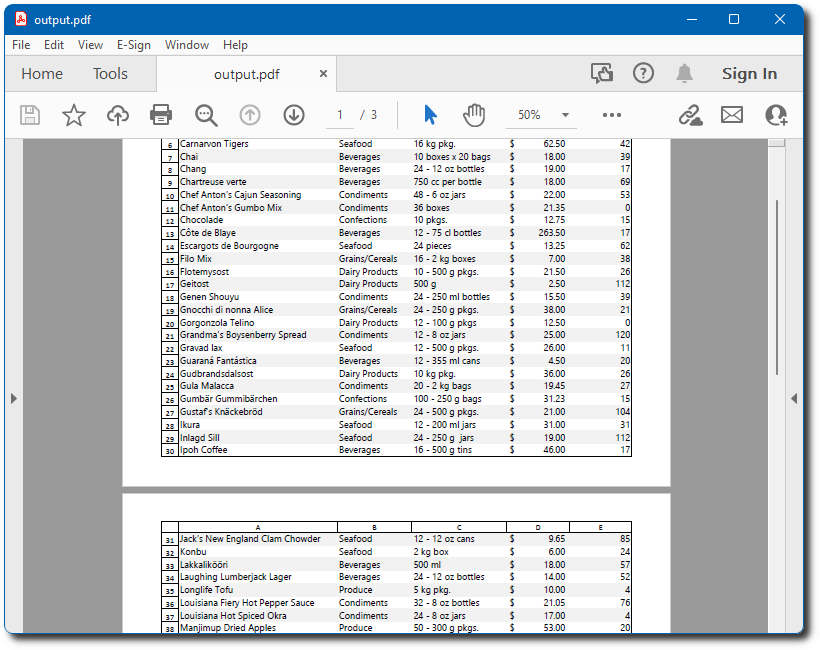 output.pdf
File Edit View E-Sign Window Help
Home Tools output.pdf × Sign In
1 / 3 50%
6 Carnarvon Tigers Seafood 16 kg pkg. $ 62.50 42
7 Chai Beverages 10 boxes x 20 bags $ 18.00 39
8 Chang Beverages 24 - 12 oz bottles $ 19.00 17
9 Chartreuse verte Beverages 750 cc per bottle $ 18.00 69
10 Chef Anton's Cajun Seasoning Condiments 48 - 6 oz jars $ 22.00 53
11 Chef Anton's Gumbo Mix Condiments 36 boxes $ 21.35 0
12 Chocolade Confections 10 pkgs. $ 12.75 15
13 Côte de Blaye Beverages 12 - 75 cl bottles $ 263.50 17
14 Escargots de Bourgogne Seafood 24 pieces $ 13.25 62
15 Filo Mix Grains/Cereals 16 - 2 kg boxes $ 7.00 38
16 Flotemysost Dairy Products 10 - 500 g pkgs. $ 21.50 26
17 Geitost Dairy Products 500 g $ 2.50 112
18 Genen Shouyu Condiments 24 - 250 ml bottles $ 15.50 39
19 Gnocchi di nonna Alice Grains/Cereals 24 - 250 g pkgs. $ 38.00 21
20 Gorgonzola Telino Dairy Products 12 - 100 g pkgs $ 12.50 0
21 Grandma's Boysenberry Spread Condiments 12 - 8 oz jars $ 25.00 120
22 Gravad lax Seafood 12 - 500 g pkgs. $ 26.00 11
23 Guaraná Fantástica Beverages 12 - 355 ml cans $ 4.50 20
24 Gudbrandsdalsost Dairy Products 10 kg pkg. $ 36.00 26
25 Gula Malacca Condiments 20 - 2 kg bags $ 19.45 27
26 Gumbär Gummibärchen Confections 100 - 250 g bags $ 31.23 15
27 Gustaf's Knäckebröd Grains/Cereals 24 - 500 g pkgs. $ 21.00 104
28 Ikura Seafood 12 - 200 ml jars $ 31.00 31
29 Inlagd Sill Seafood 24 - 250 g jars $ 19.00 112
30 Ipoh Coffee Beverages 16 - 500 g tins $ 46.00 17
A B C D E
31 Jack's New England Clam Chowder Seafood 12 - 12 oz cans $ 9.65 85
32 Konbu Seafood 2 kg box $ 6.00 24
33 Lakkalikööri Beverages 500 ml $ 18.00 57
34 Laughing Lumberjack Lager Beverages 24 - 12 oz bottles $ 14.00 52
35 Longlife Tofu Produce 5 kg pkg. $ 10.00 4
36 Louisiana Fiery Hot Pepper Sauce Condiments 32 - 8 oz bottles $ 21.05 76
37 Louisiana Hot Spiced Okra Condiments 24 - 8 oz jars $ 17.00 4
38 Manjimup Dried Apples Produce 50 - 300 g pkgs. $ 53.00 20